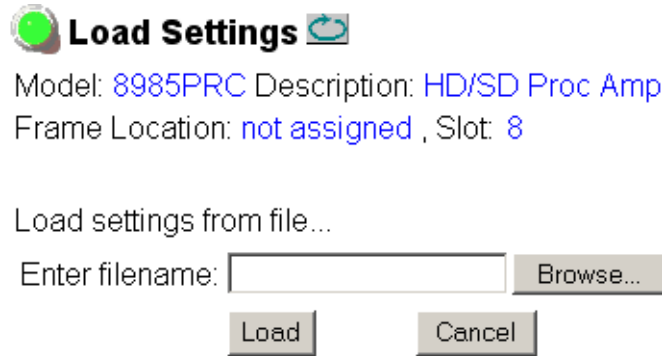 Load Settings
Model: 8985PRC Description: HD/SD Proc Amp
Frame Location: not assigned , Slot: 8
Load settings from file...
Enter filename: Browse...
Load Cancel